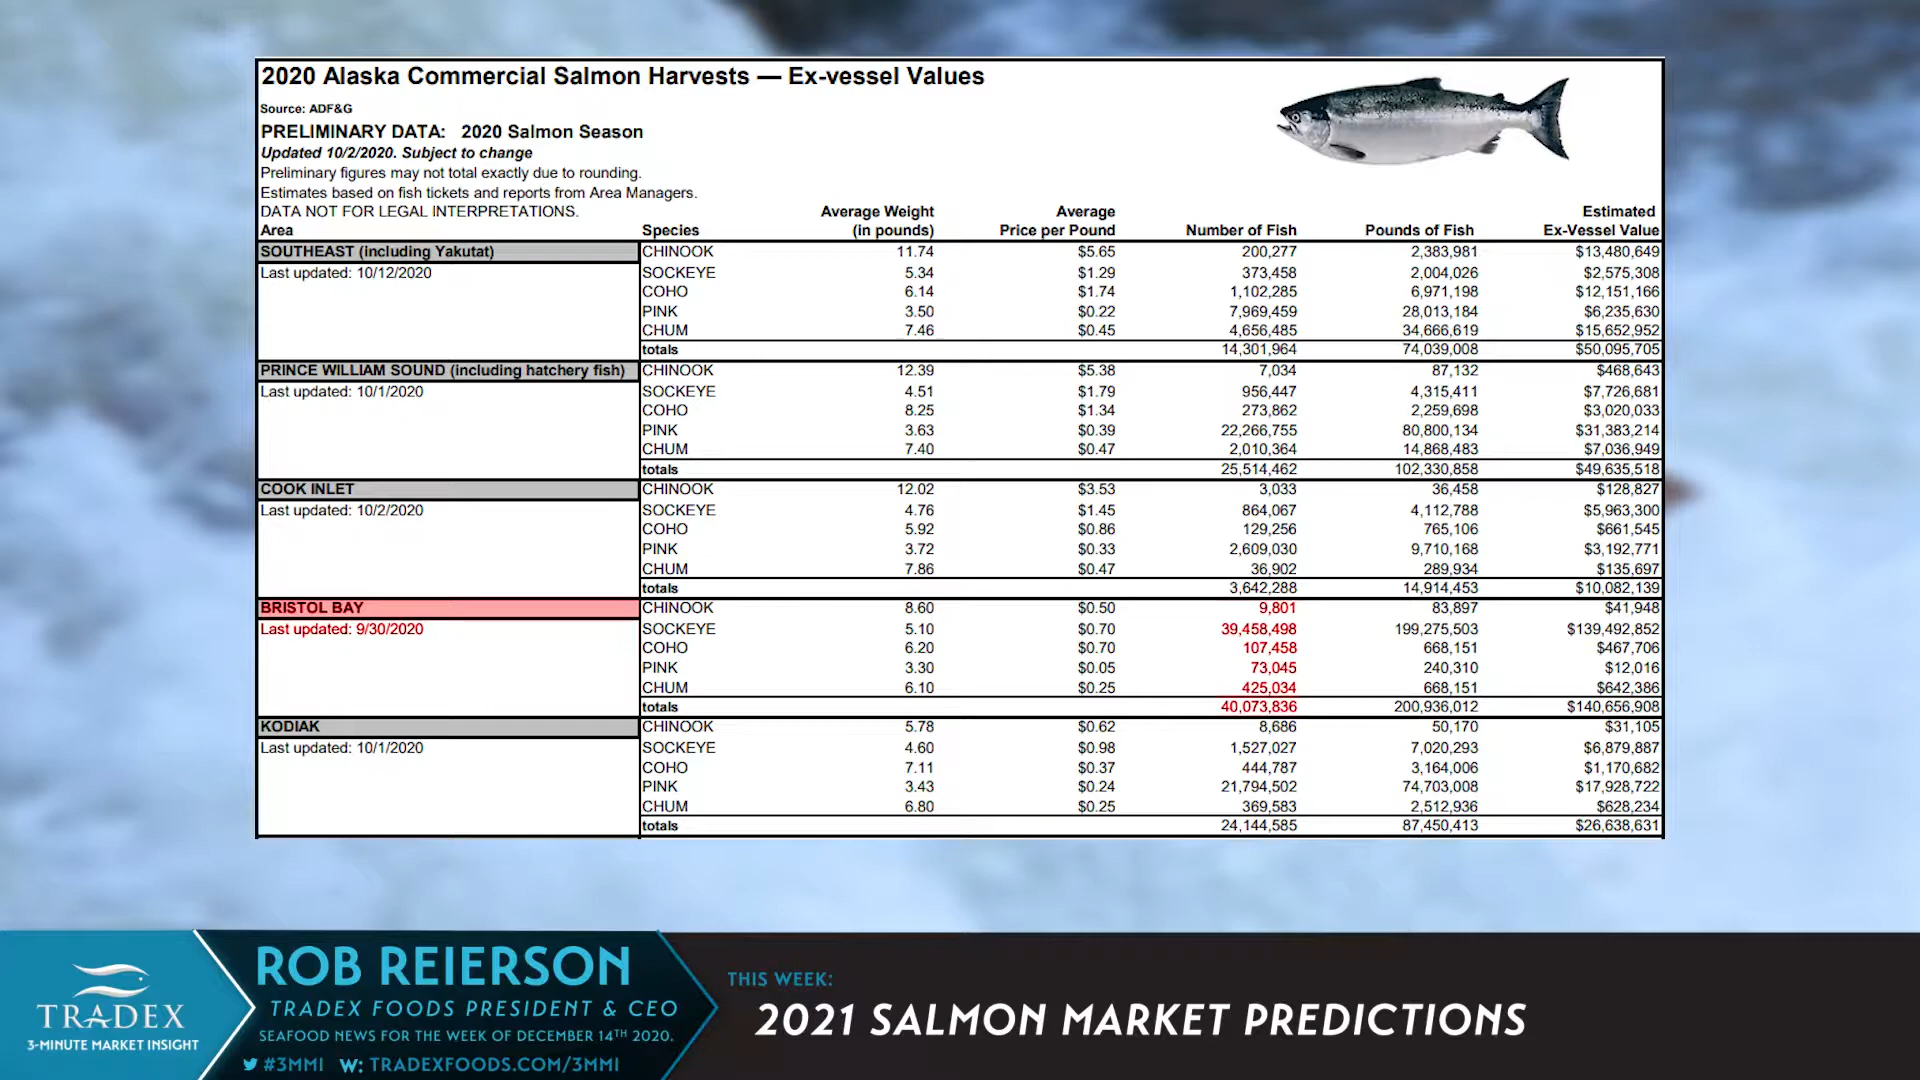 2020 Alaska Commercial Salmon Harvests — Ex-vessel Values
Source: ADF&G
PRELIMINARY DATA: 2020 Salmon Season
Updated 10/2/2020. Subject to change
Preliminary figures may not total exactly due to rounding.
Estimates based on fish tickets and reports from Area Managers.
DATA NOT FOR LEGAL INTERPRETATIONS. Average Weight Average Estimated
Area Species (in pounds) Price per Pound Number of Fish Pounds of Fish Ex-Vessel Value
SOUTHEAST (including Yakutat) CHINOOK 11.74 $5.65 200,277 2,383,981 $13,480,649
Last updated: 10/12/2020 SOCKEYE 5.34 $1.29 373,458 2,004,026 $2,575,308
COHO 6.14 $1.74 1,102,285 6,971,198 $12,151,166
PINK 3.50 $0.22 7,969,459 28,013,184 $6,235,630
CHUM 7.46 $0.45 4,656,485 34,666,619 $15,652,952
totals 14,301,964 74,039,008 $50,095,705
PRINCE WILLIAM SOUND (including hatchery fish) CHINOOK 12.39 $5.38 7,034 87,132 $468,643
Last updated: 10/1/2020 SOCKEYE 4.51 $1.79 956,447 4,315,411 $7,726,681
COHO 8.25 $1.34 273,862 2,259,698 $3,020,033
PINK 3.63 $0.39 22,266,755 80,800,134 $31,383,214
CHUM 7.40 $0.47 2,010,364 14,868,483 $7,036,949
totals 25,514,462 102,330,858 $49,635,518
COOK INLET CHINOOK 12.02 $3.53 3,033 36,458 $128,827
Last updated: 10/2/2020 SOCKEYE 4.76 $1.45 864,067 4,112,788 $5,963,300
COHO 5.92 $0.86 129,256 765,106 $661,545
PINK 3.72 $0.33 2,609,030 9,710,168 $3,192,771
CHUM 7.86 $0.47 36,902 289,934 $135,697
totals 3,642,288 14,914,453 $10,082,139
BRISTOL BAY CHINOOK 8.60 $0.50 9,801 83,897 $41,948
Last updated: 9/30/2020 SOCKEYE 5.10 $0.70 39,458,498 199,275,503 $139,492,852
COHO 6.20 $0.70 107,458 668,151 $467,706
PINK 3.30 $0.05 73,045 240,310 $12,016
CHUM 6.10 $0.25 425,034 668,151 $642,386
totals 40,073,836 200,936,012 $140,656,908
KODIAK CHINOOK 5.78 $0.62 8,686 50,170 $31,105
Last updated: 10/1/2020 SOCKEYE 4.60 $0.98 1,527,027 7,020,293 $6,879,887
COHO 7.11 $0.37 444,787 3,164,006 $1,170,682
PINK 3.43 $0.24 21,794,502 74,703,008 $17,928,722
CHUM 6.80 $0.25 369,583 2,512,936 $628,234
totals 24,144,585 87,450,413 $26,638,631
TRADEX
3-MINUTE MARKET INSIGHT
ROB REIERSON
TRADEX FOODS PRESIDENT & CEO
SEAFOOD NEWS FOR THE WEEK OF DECEMBER 14TH 2020.
#3MMI W: TRADEXFOODS.COM/3MMI
THIS WEEK:
2021 SALMON MARKET PREDICTIONS